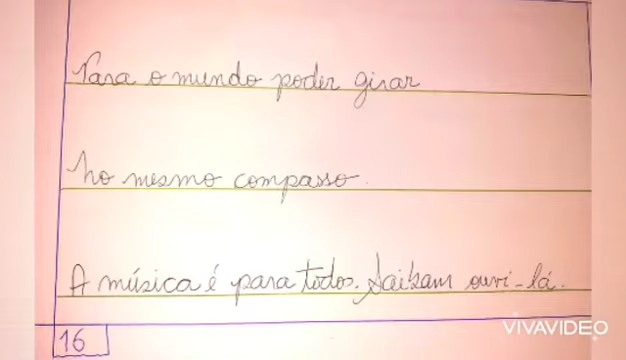 Para o mundo poder girar
no mesmo compasso.
A música é para todos. Saibam ouvi-lá.
16
VIVAVIDEO